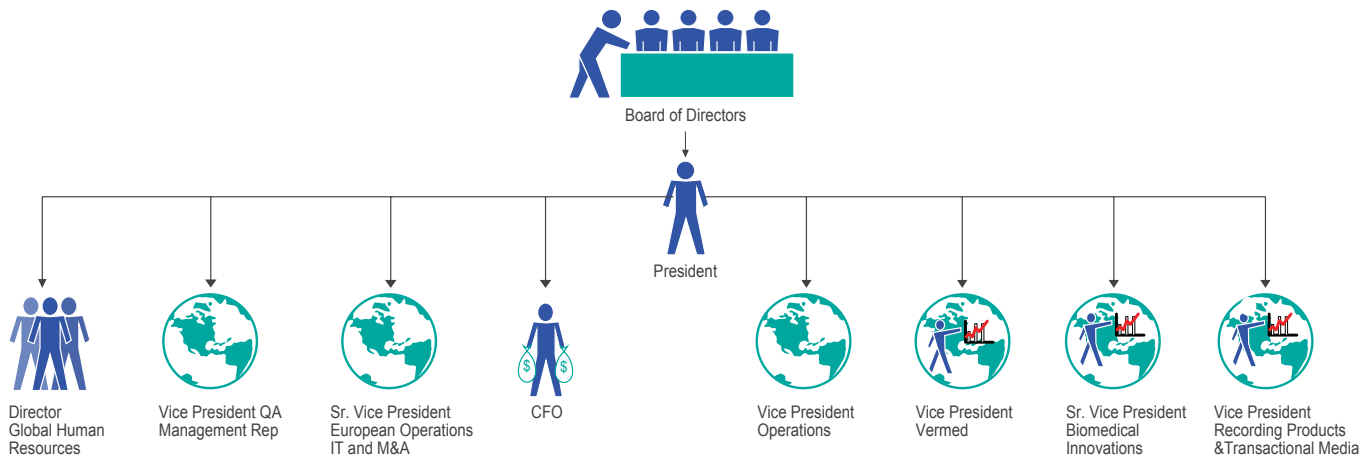 Board of Directors
President
Director
Global Human
Resources
Vice President QA
Management Rep
Sr. Vice President
European Operations
IT and M&A
$ $
CFO
Vice President
Operations
Vice President
Vermed
Sr. Vice President
Biomedical
Innovations
Vice President
Recording Products
&Transactional Media